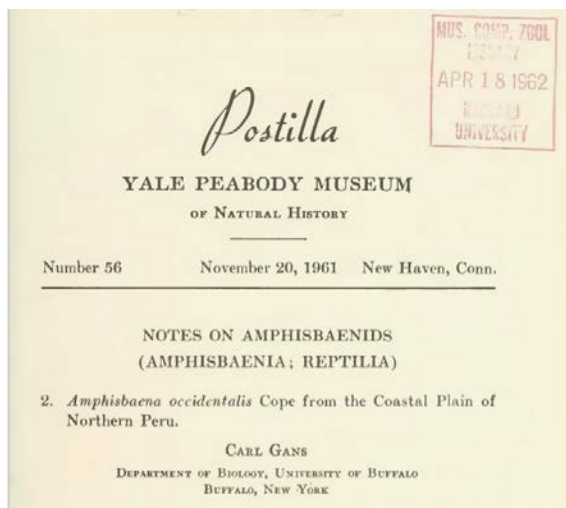 MUS. COMP. ZOOL
LIBRARY
APR 18 1962
HARVARD
UNIVERSITY
Postilla
YALE PEABODY MUSEUM
OF NATURAL HISTORY
Number 56 November 20, 1961 New Haven, Conn.
NOTES ON AMPHISBAENIDS
(AMPHISBAENIA; REPTILIA)
2. Amphisbaena occidentalis Cope from the Coastal Plain of
Northern Peru.
CARL GANS
DEPARTMENT OF BIOLOGY, UNIVERSITY OF BUFFALO
BUFFALO, NEW YORK